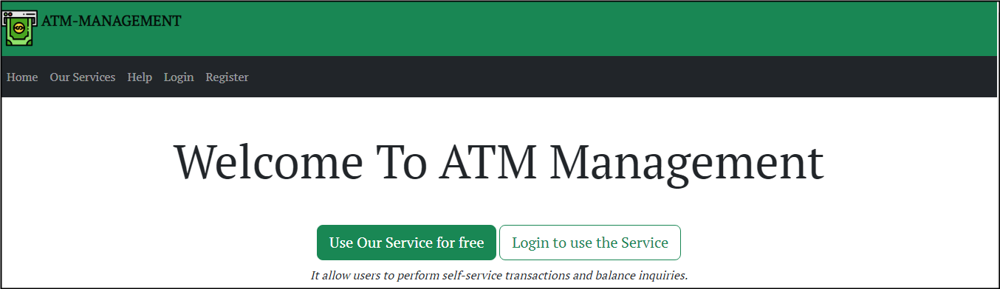 ATM-MANAGEMENT
Home Our Services Help Login Register
Welcome To ATM Management
Use Our Service for free Login to use the Service
It allow users to perform self-service transactions and balance inquiries.